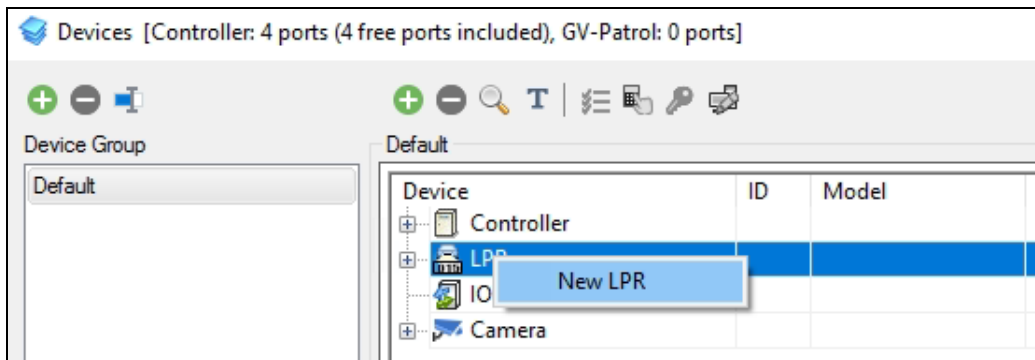 Devices [Controller: 4 ports (4 free ports included), GV-Patrol: 0 ports]
T
Device Group
Default
Default
Device ID Model
Controller
LPR
New LPR
IO
Camera